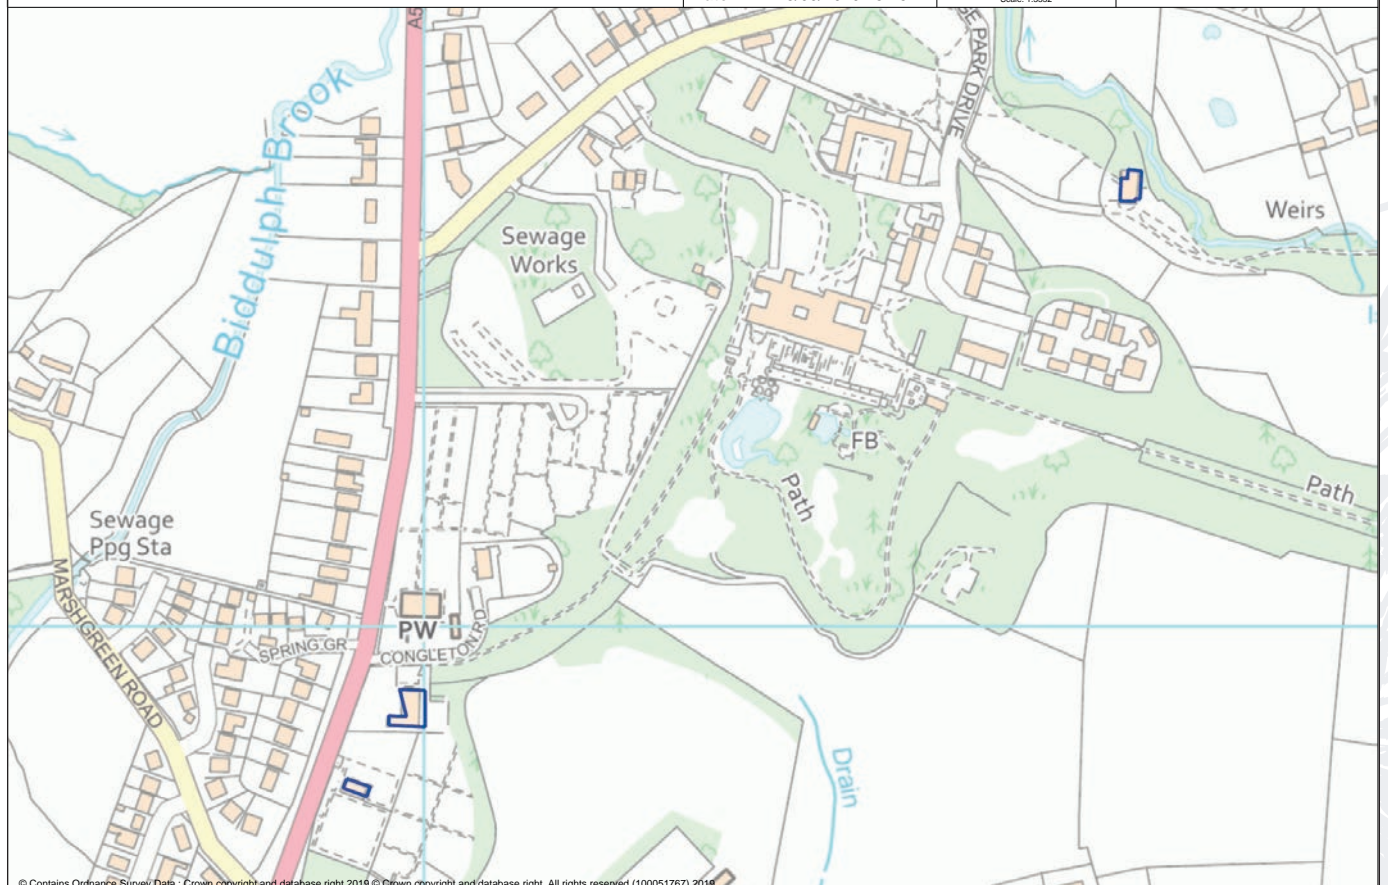 A5
GE PARK DRIVE
Biddulph Brook
Weirs
Sewage
Works
FB
Path
Path
Sewage
Ppg Sta
MARSHGREEN ROAD
PW
SPRING GR
CONGLETON RD
Drain
© Contains Ordnance Survey Data : Crown copyright and database right 2019 © Crown copyright and database right. All rights reserved (100051767) 2019